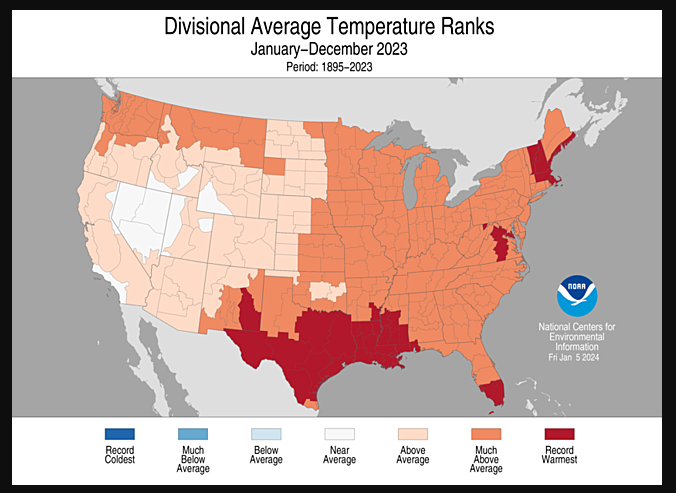 Divisional Average Temperature Ranks
January–December 2023
Period: 1895–2023
NOAA
National Centers for
Environmental
Information
Fri Jan 5 2024
Record
Coldest
Much
Below
Average
Below
Average
Near
Average
Above
Average
Much
Above
Average
Record
Warmest